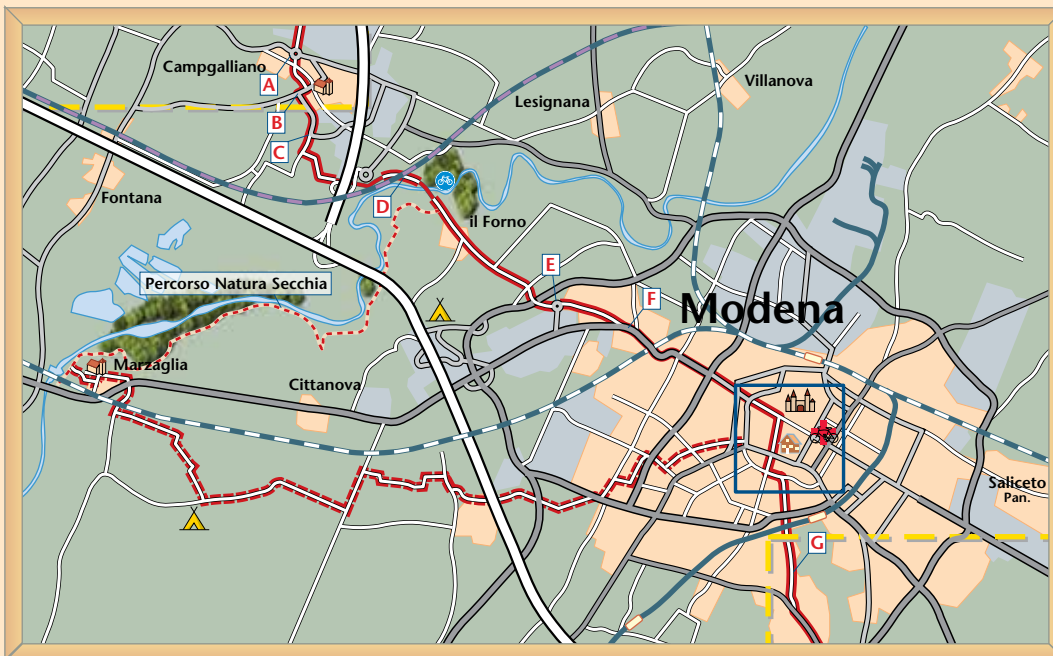 Campgalliano
A
B
C
Lesignana
Villanova
Fontana
D
il Forno
Percorso Natura Secchia
E
F
Modena
Marzaglia
Cittanova
Saliceto
Pan.
G